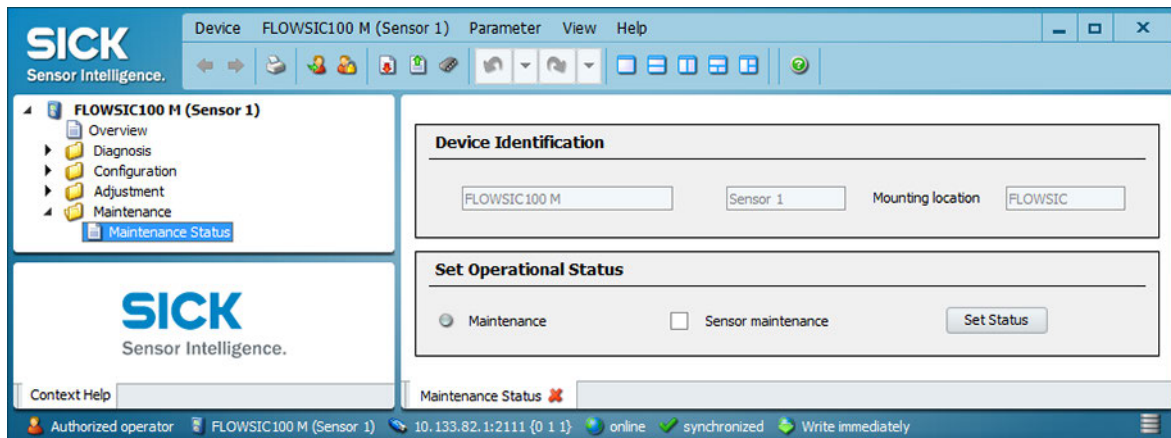 SICK
Sensor Intelligence.
Device FLOWSIC100 M (Sensor 1) Parameter View Help
FLOWSIC100 M (Sensor 1)
Overview
Diagnosis
Configuration
Adjustment
Maintenance
Maintenance Status
SICK
Sensor Intelligence.
Context Help
Device Identification
FLOWSIC100 M Sensor 1 Mounting location FLOWSIC
Set Operational Status
Maintenance Sensor maintenance Set Status
Maintenance Status
Authorized operator FLOWSIC100 M (Sensor 1) 10.133.82.1:2111 {0 1 1} online synchronized Write immediately